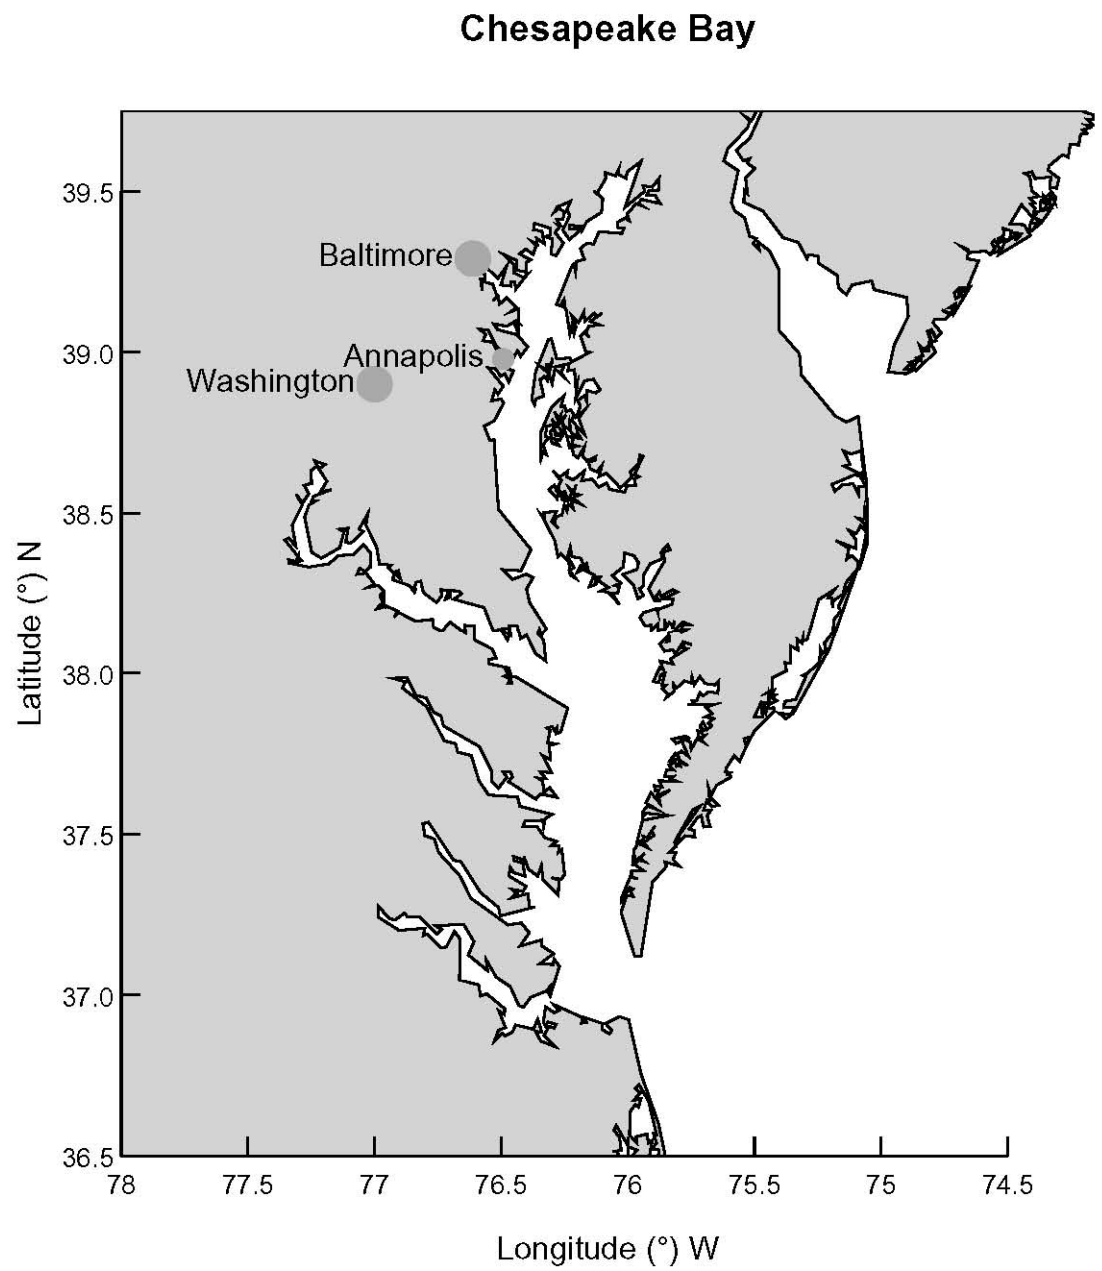 Chesapeake Bay
39.5
Baltimore
39.0
Annapolis
Washington
38.5
38.0
37.5
37.0
36.5
Latitude (°) N
78 77.5 77 76.5 76 75.5 75 74.5
Longitude (°) W